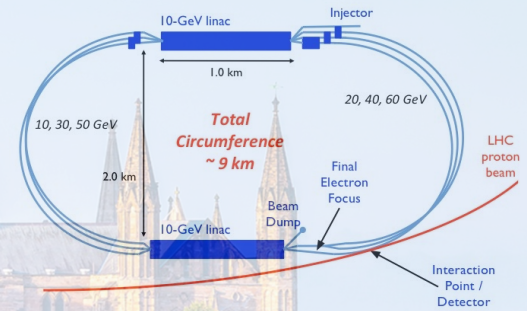 10-GeV linac
Injector
1.0 km
10, 30, 50 GeV
Total
Circumference
~ 9 km
20, 40, 60 GeV
LHC
proton
beam
2.0 km
Final
Electron
Focus
Beam
Dump
10-GeV linac
Interaction
Point /
Detector